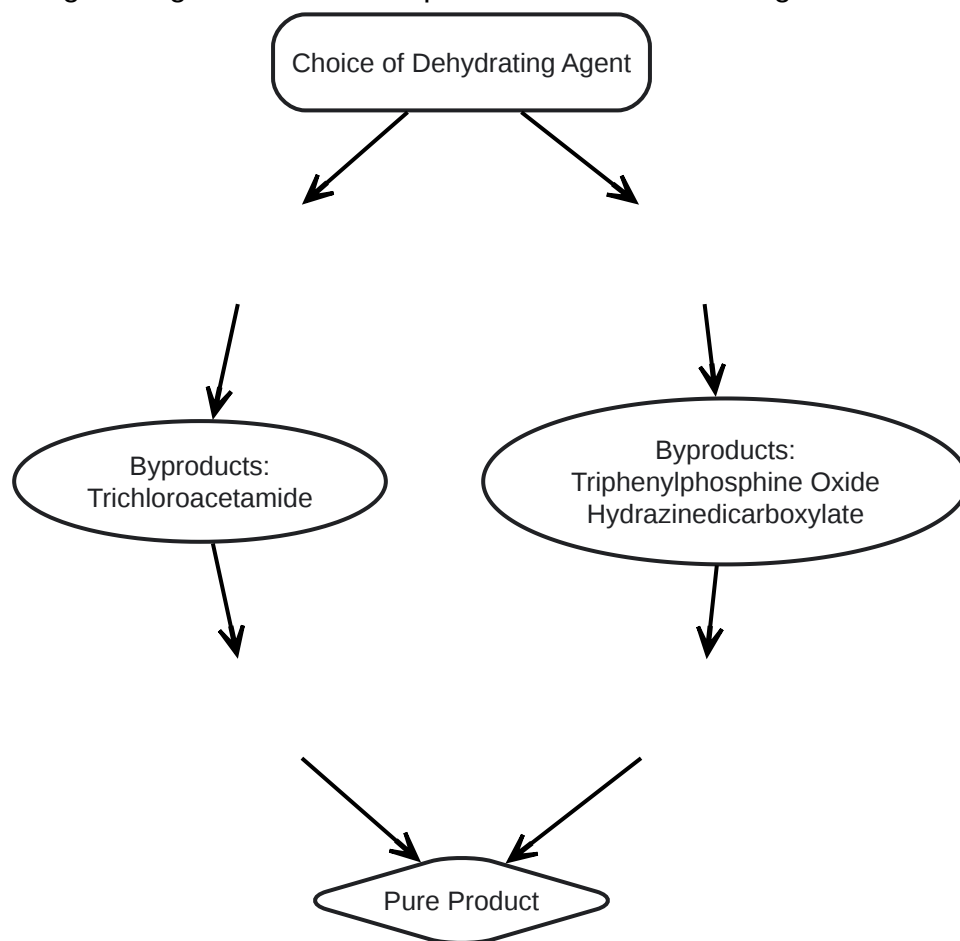 Choice of Dehydrating Agent
Byproducts:
Trichloroacetamide
Byproducts:
Triphenylphosphine Oxide
Hydrazinedicarboxylate
Pure Product